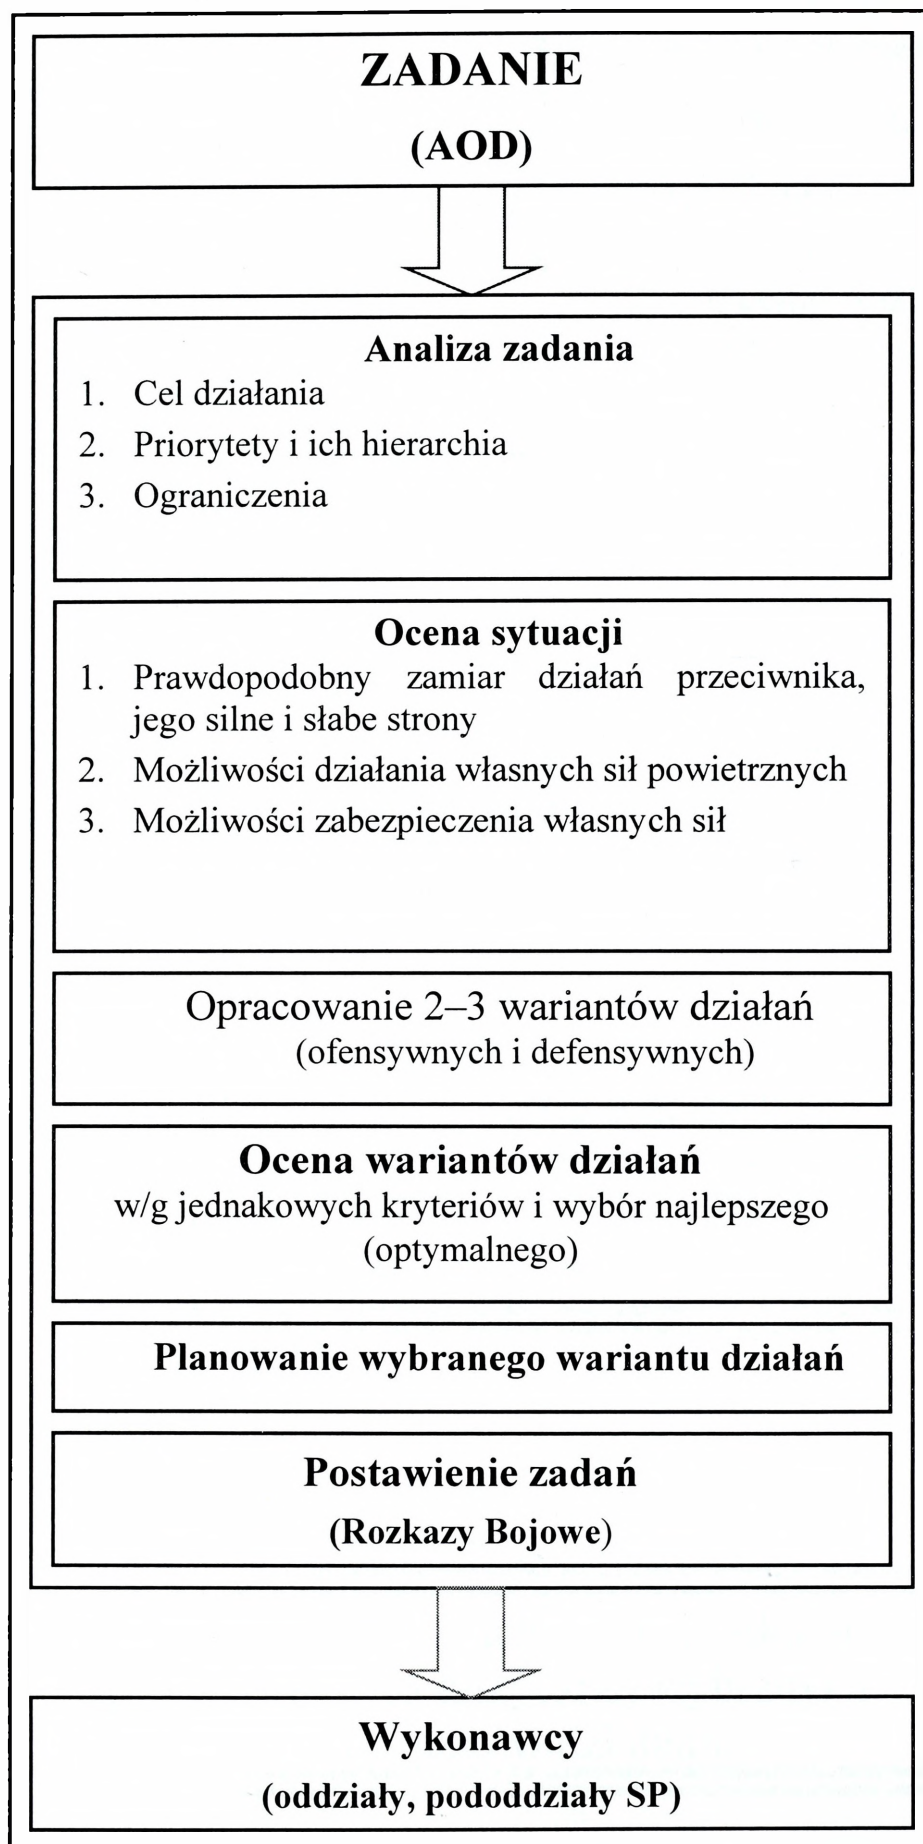 ZADANIE
(AOD)
Analiza zadania
1. Cel działania
2. Priorytety i ich hierarchia
3. Ograniczenia
Ocena sytuacji
1. Prawdopodobny zamiar działań przeciwnika,
jego silne i słabe strony
2. Możliwości działania własnych sił powietrznych
3. Możliwości zabezpieczenia własnych sił
Opracowanie 2–3 wariantów działań
(ofensywnych i defensywnych)
Ocena wariantów działań
w/g jednakowych kryteriów i wybór najlepszego
(optymalnego)
Planowanie wybranego wariantu działań
Postawienie zadań
(Rozkazy Bojowe)
Wykonawcy
(oddziały, pododdziały SP)